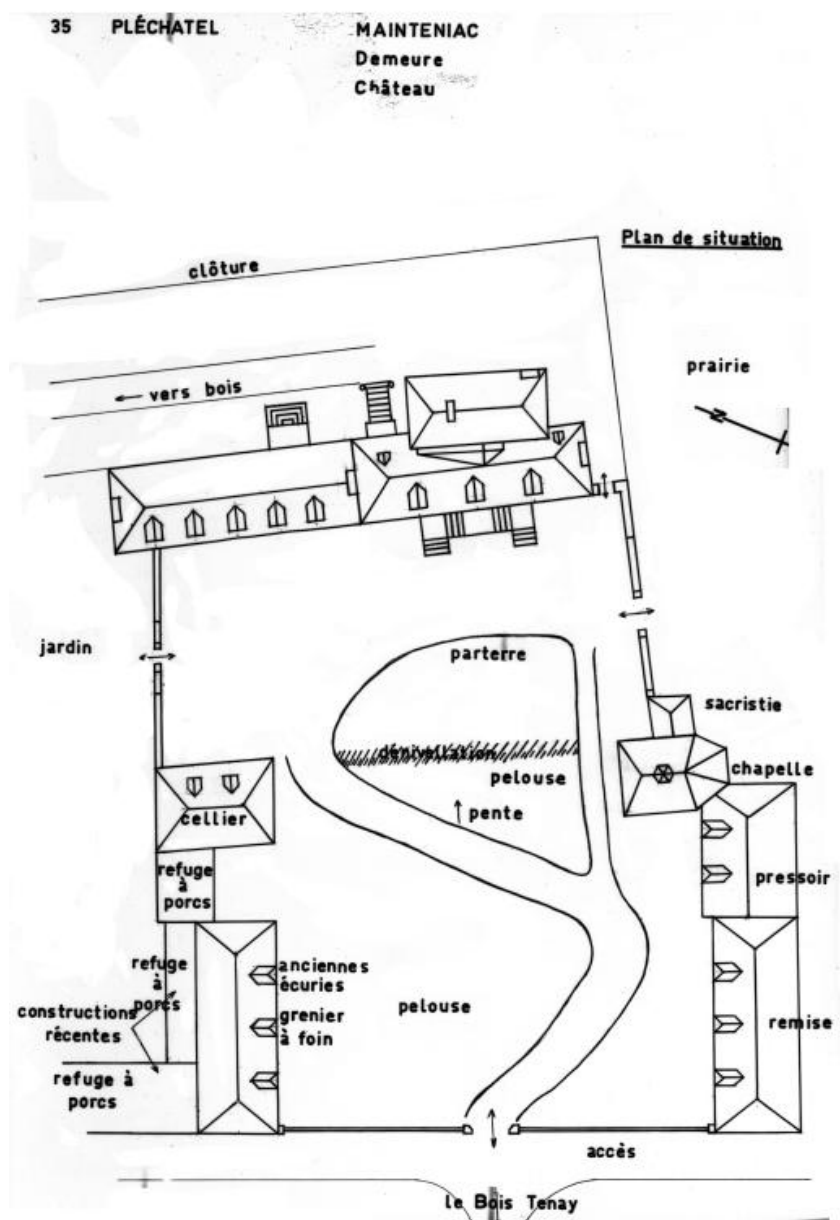 35 PLÉCHATEL
MAINTENIAC
Demeure
Château
Plan de situation
clôture
prairie
vers bois
N
jardin
parterre
sacristie
dénivellation
pelouse
chapelle
pente
cellier
refuge
à
porcs
pressoir
refuge
à
porcs
anciennes
écuries
constructions
récentes
grenier
à foin
pelouse
remise
refuge à
porcs
accès
le Bois Tenay